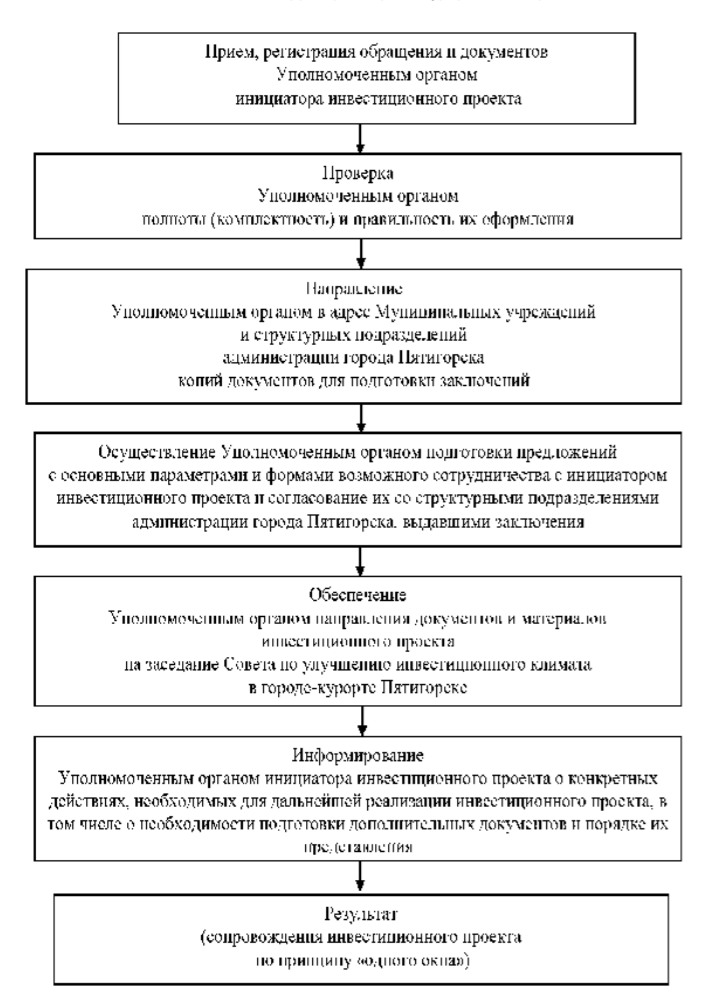 Прием, регистрация обращения и документов
Уполномоченным органом
инициатора инвестиционного проекта
Проверка
Уполномоченным органом
полноты (комплектность) и правильность их оформления
Направление
Уполномоченным органом в адрес Муниципальных учреждений
и структурных подразделений
администрации города Пятигорска
копий документов для подготовки заключений
Осуществление Уполномоченным органом подготовки предложений
с основными параметрами и формами возможного сотрудничества с инициатором
инвестиционного проекта и согласование их со структурными подразделениями
администрации города Пятигорска, выдавшими заключения
Обеспечение
Уполномоченным органом направления документов и материалов
инвестиционного проекта
на заседание Совета по улучшению инвестиционного климата
в городе-курорте Пятигорске
Информирование
Уполномоченным органом инициатора инвестиционного проекта о конкретных
действиях, необходимых для дальнейшей реализации инвестиционного проекта, в
том числе о необходимости подготовки дополнительных документов и порядке их
представления
Результат
(сопровождения инвестиционного проекта
по принципу «одного окна»)